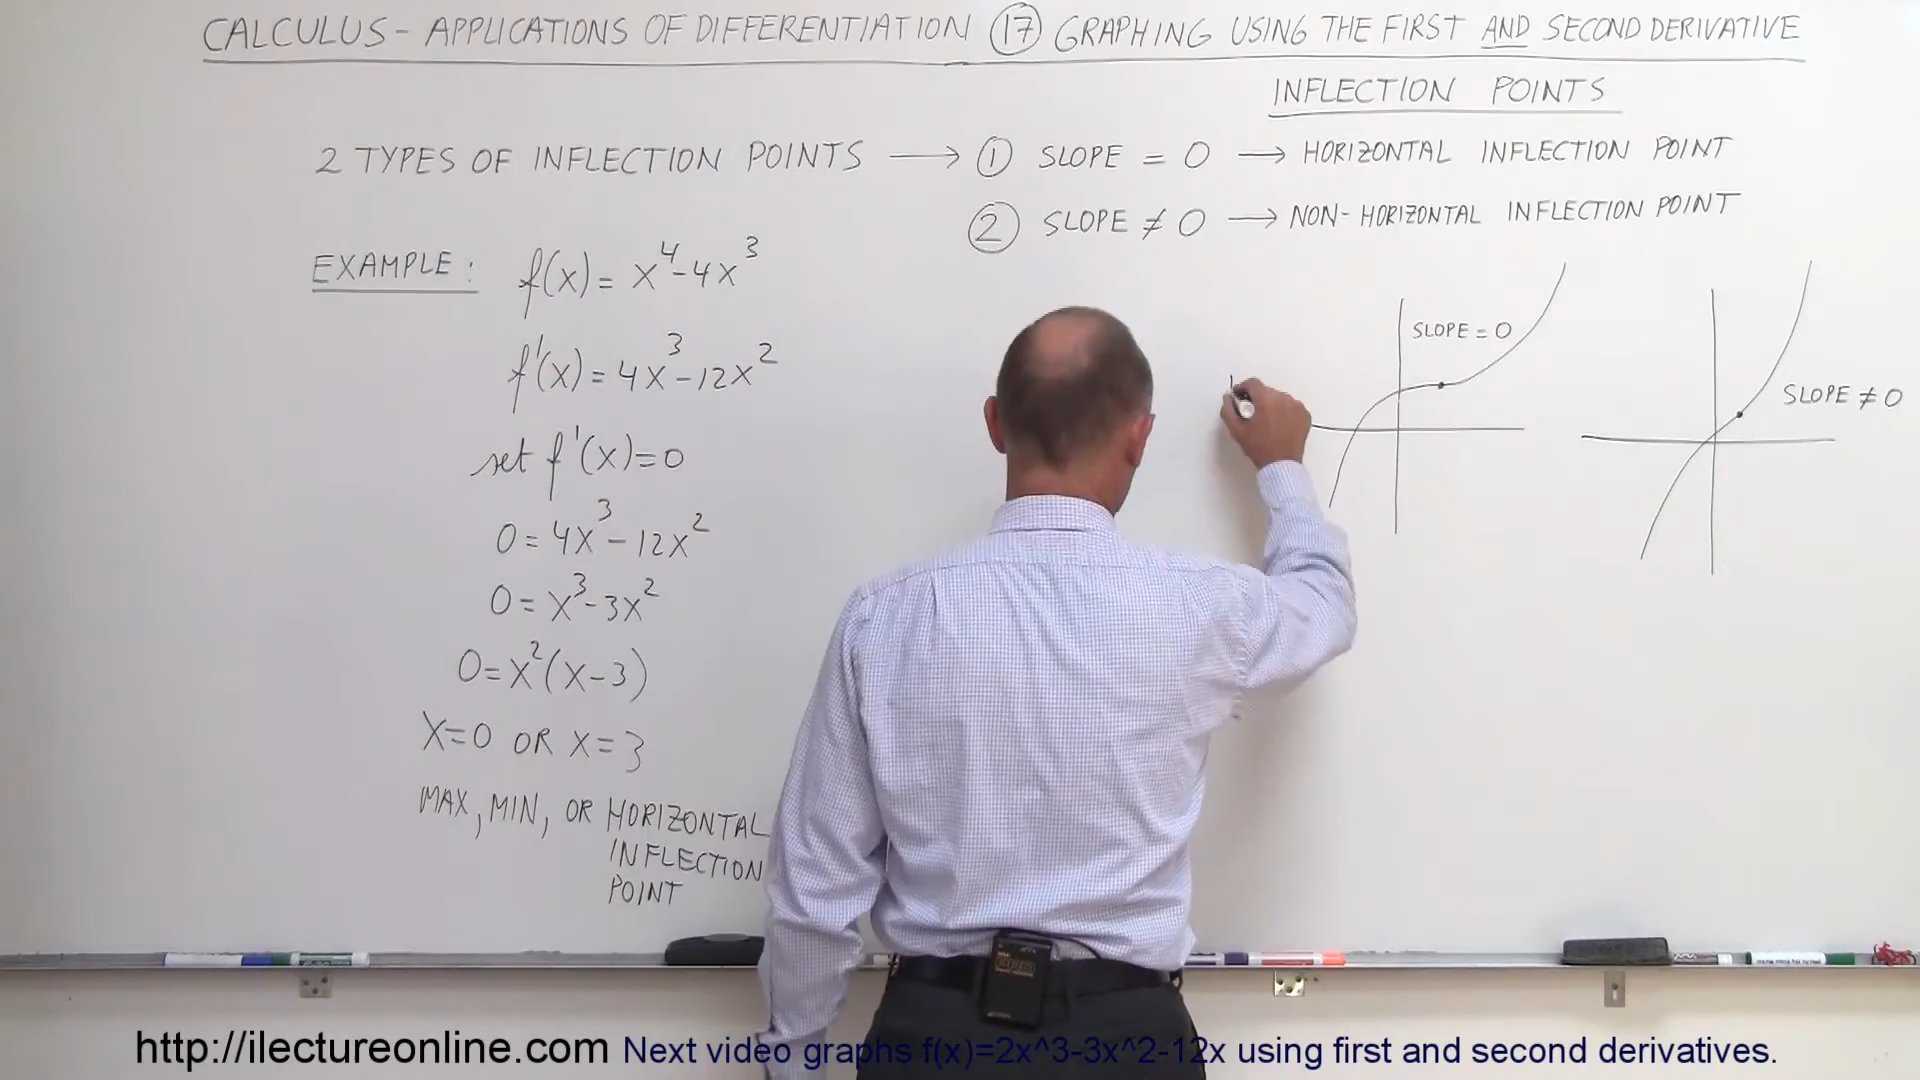 CALCULUS - APPLICATIONS OF DIFFERENTIATION 17 GRAPHING USING THE FIRST AND SECOND DERIVATIVE
INFLECTION POINTS
2 TYPES OF INFLECTION POINTS → ① SLOPE = 0 → HORIZONTAL INFLECTION POINT
② SLOPE ≠ 0 → NON-HORIZONTAL INFLECTION POINT
EXAMPLE: f(x) = x⁴-4x³
f'(x) = 4x³-12x²
set f'(x)=0
0 = 4x³-12x²
0 = x³-3x²
0=x²(x-3)
X=0 OR X=3
MAX, MIN, OR HORIZONTAL
INFLECTION
POINT
SLOPE = 0
SLOPE ≠ 0
http://ilectureonline.com Next video graphs f(x)=2x^3-3x^2-12x using first and second derivatives.